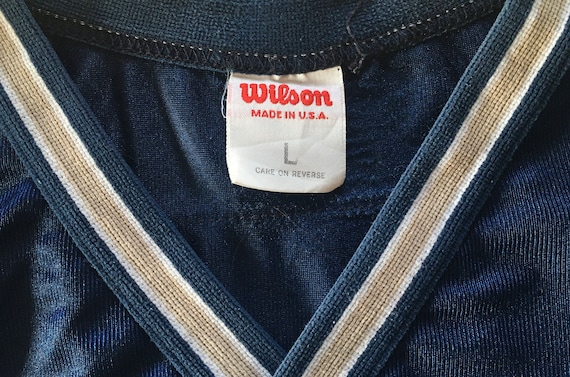 Wilson
MADE IN U.S.A.
L
CARE ON REVERSE